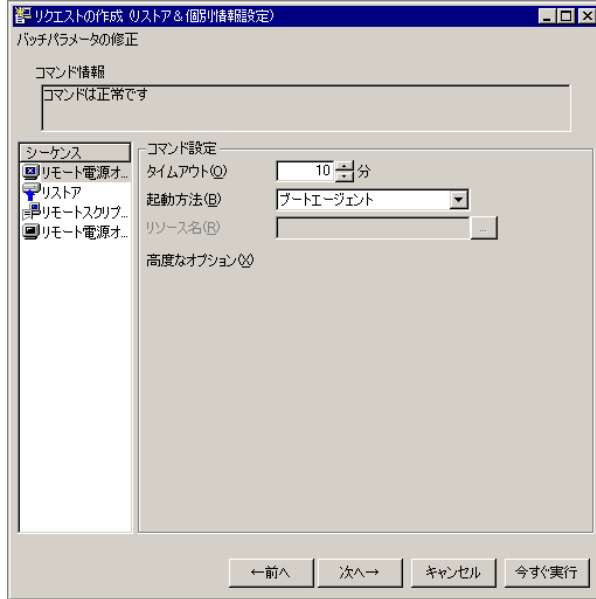 リクエストの作成 (リストア＆個別情報設定)
バッチパラメータの修正
コマンド情報
コマンドは正常です
シーケンス
リモート電源オ...
リストア
リモートスクリプ...
リモート電源オ...
コマンド設定
タイムアウト(O) 10 分
起動方法(B) ブートエージェント
リソース名(R) ...
高度なオプション(X)
←前へ 次へ→ キャンセル 今すぐ実行